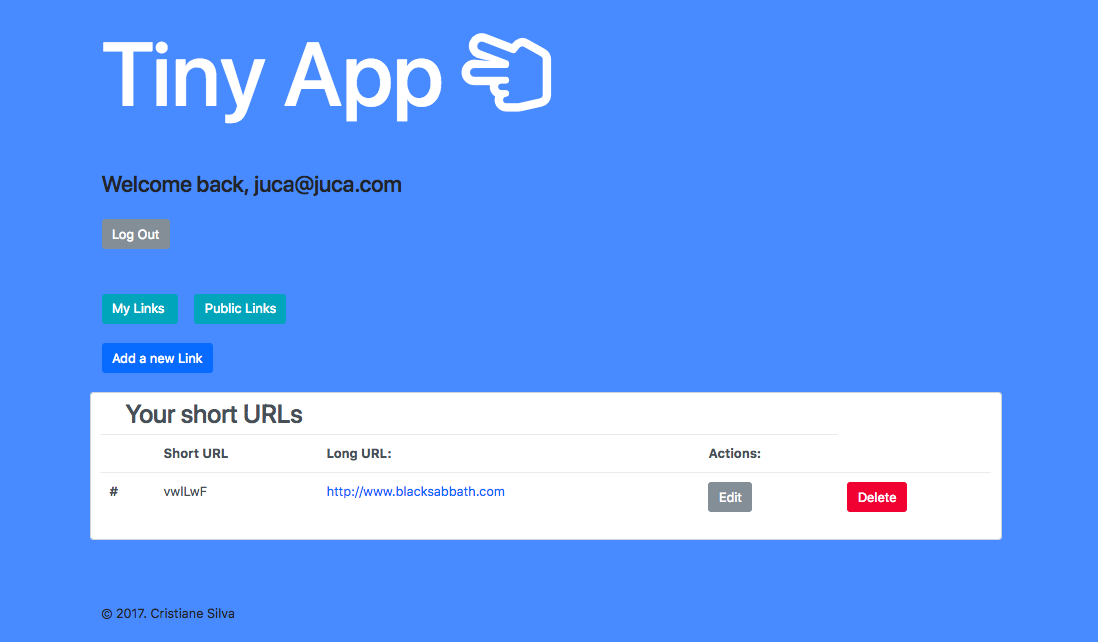 Tiny App
Welcome back, juca@juca.com
Log Out
My Links Public Links
Add a new Link
Your short URLs
Short URL Long URL: Actions:
# vwlLwF http://www.blacksabbath.com Edit Delete
© 2017. Cristiane Silva